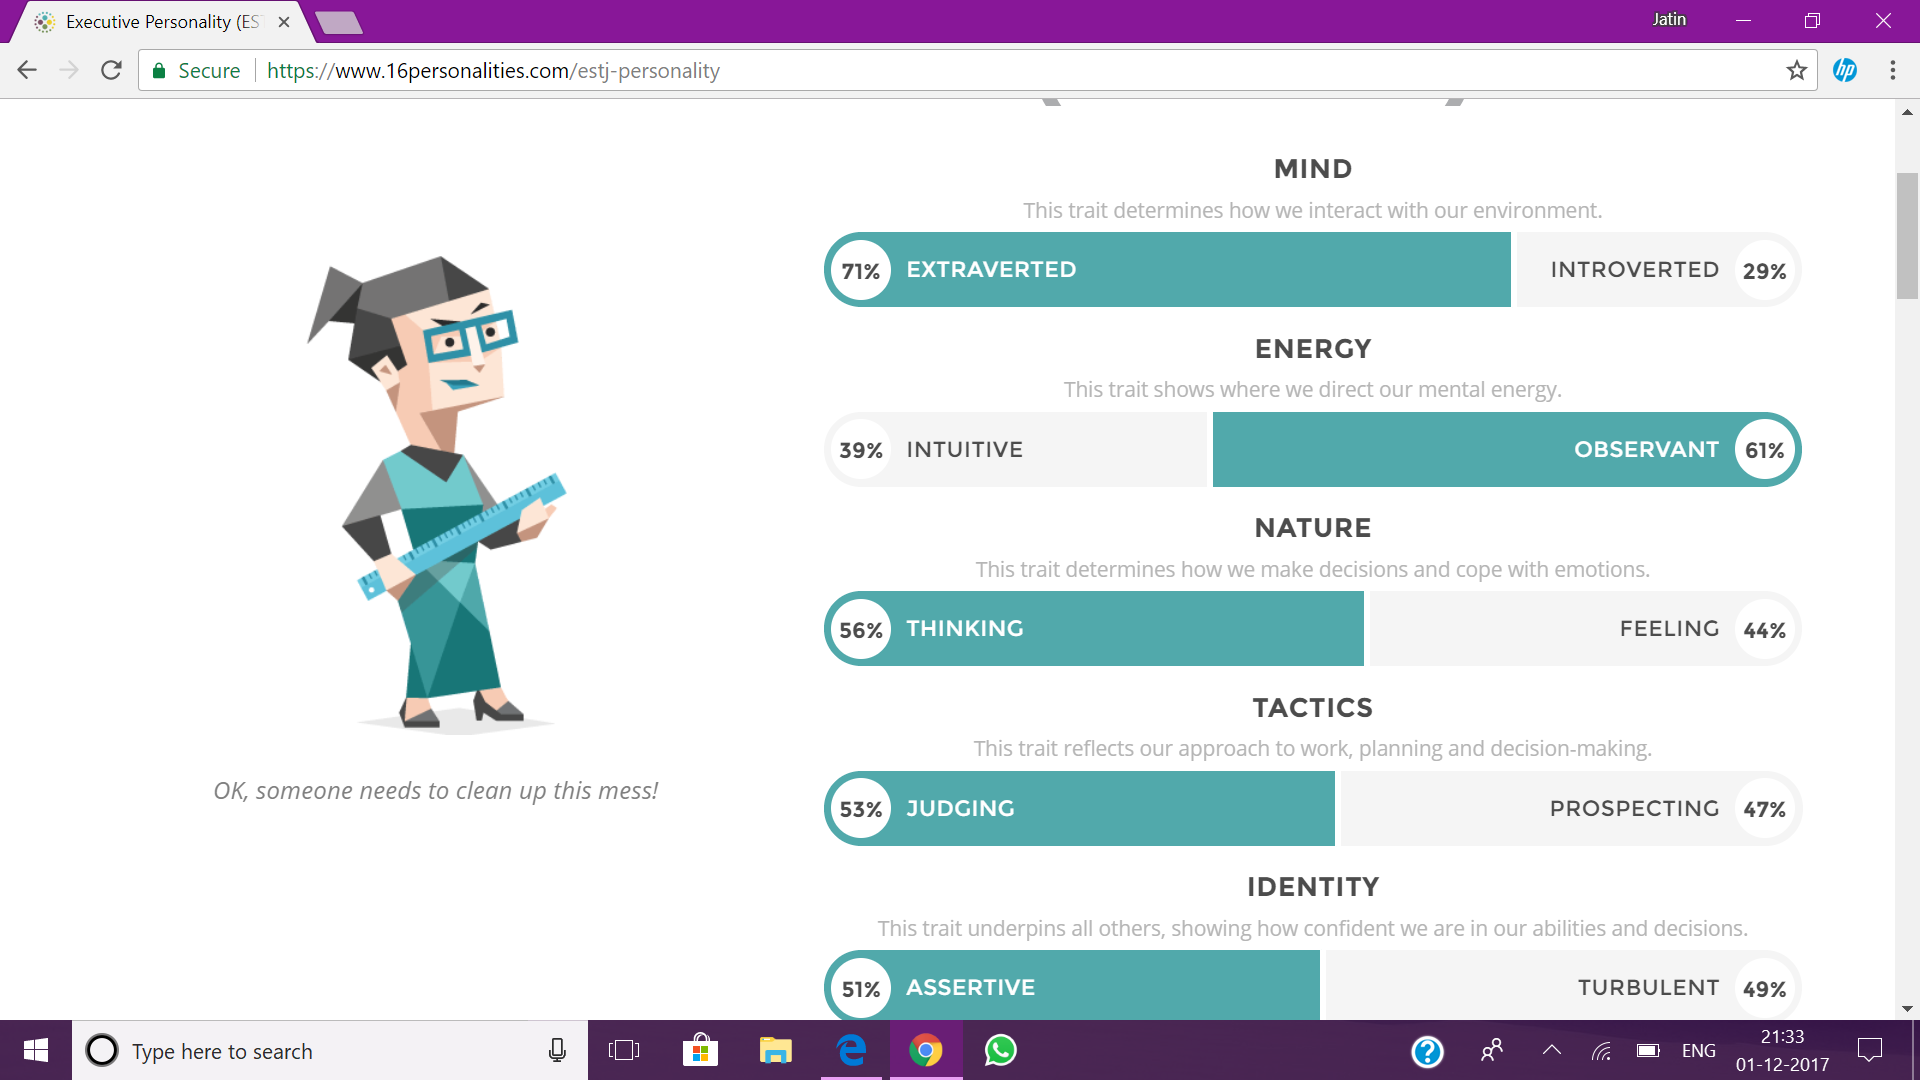 Executive Personality (EST
Jatin
Secure
https://www.16personalities.com/estj-personality
hp
MIND
This trait determines how we interact with our environment.
71% EXTRAVERTED INTROVERTED 29%
ENERGY
This trait shows where we direct our mental energy.
39% INTUITIVE OBSERVANT 61%
NATURE
This trait determines how we make decisions and cope with emotions.
56% THINKING FEELING 44%
TACTICS
This trait reflects our approach to work, planning and decision-making.
53% JUDGING PROSPECTING 47%
IDENTITY
This trait underpins all others, showing how confident we are in our abilities and decisions.
51% ASSERTIVE TURBULENT 49%
OK, someone needs to clean up this mess!
Type here to search
ENG
21:33
01-12-2017